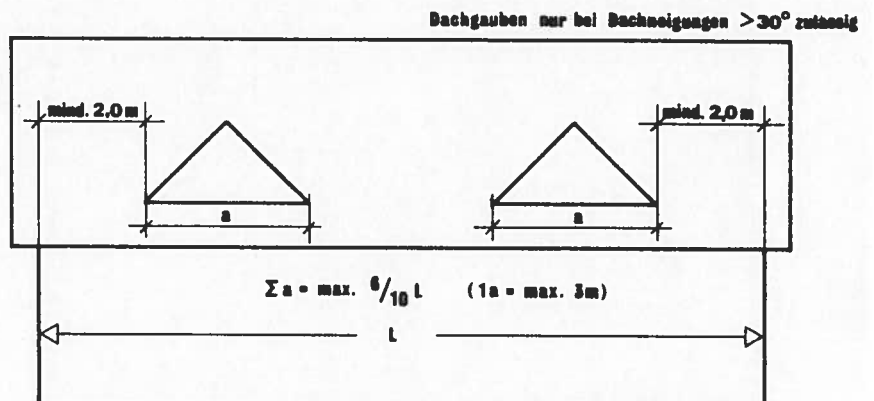 Dachgauben nur bei Dachneigungen >30° zulässig
mind. 2,0 m mind. 2,0 m
a a
Σ a = max. 6/10 L (1a = max. 3m)
L